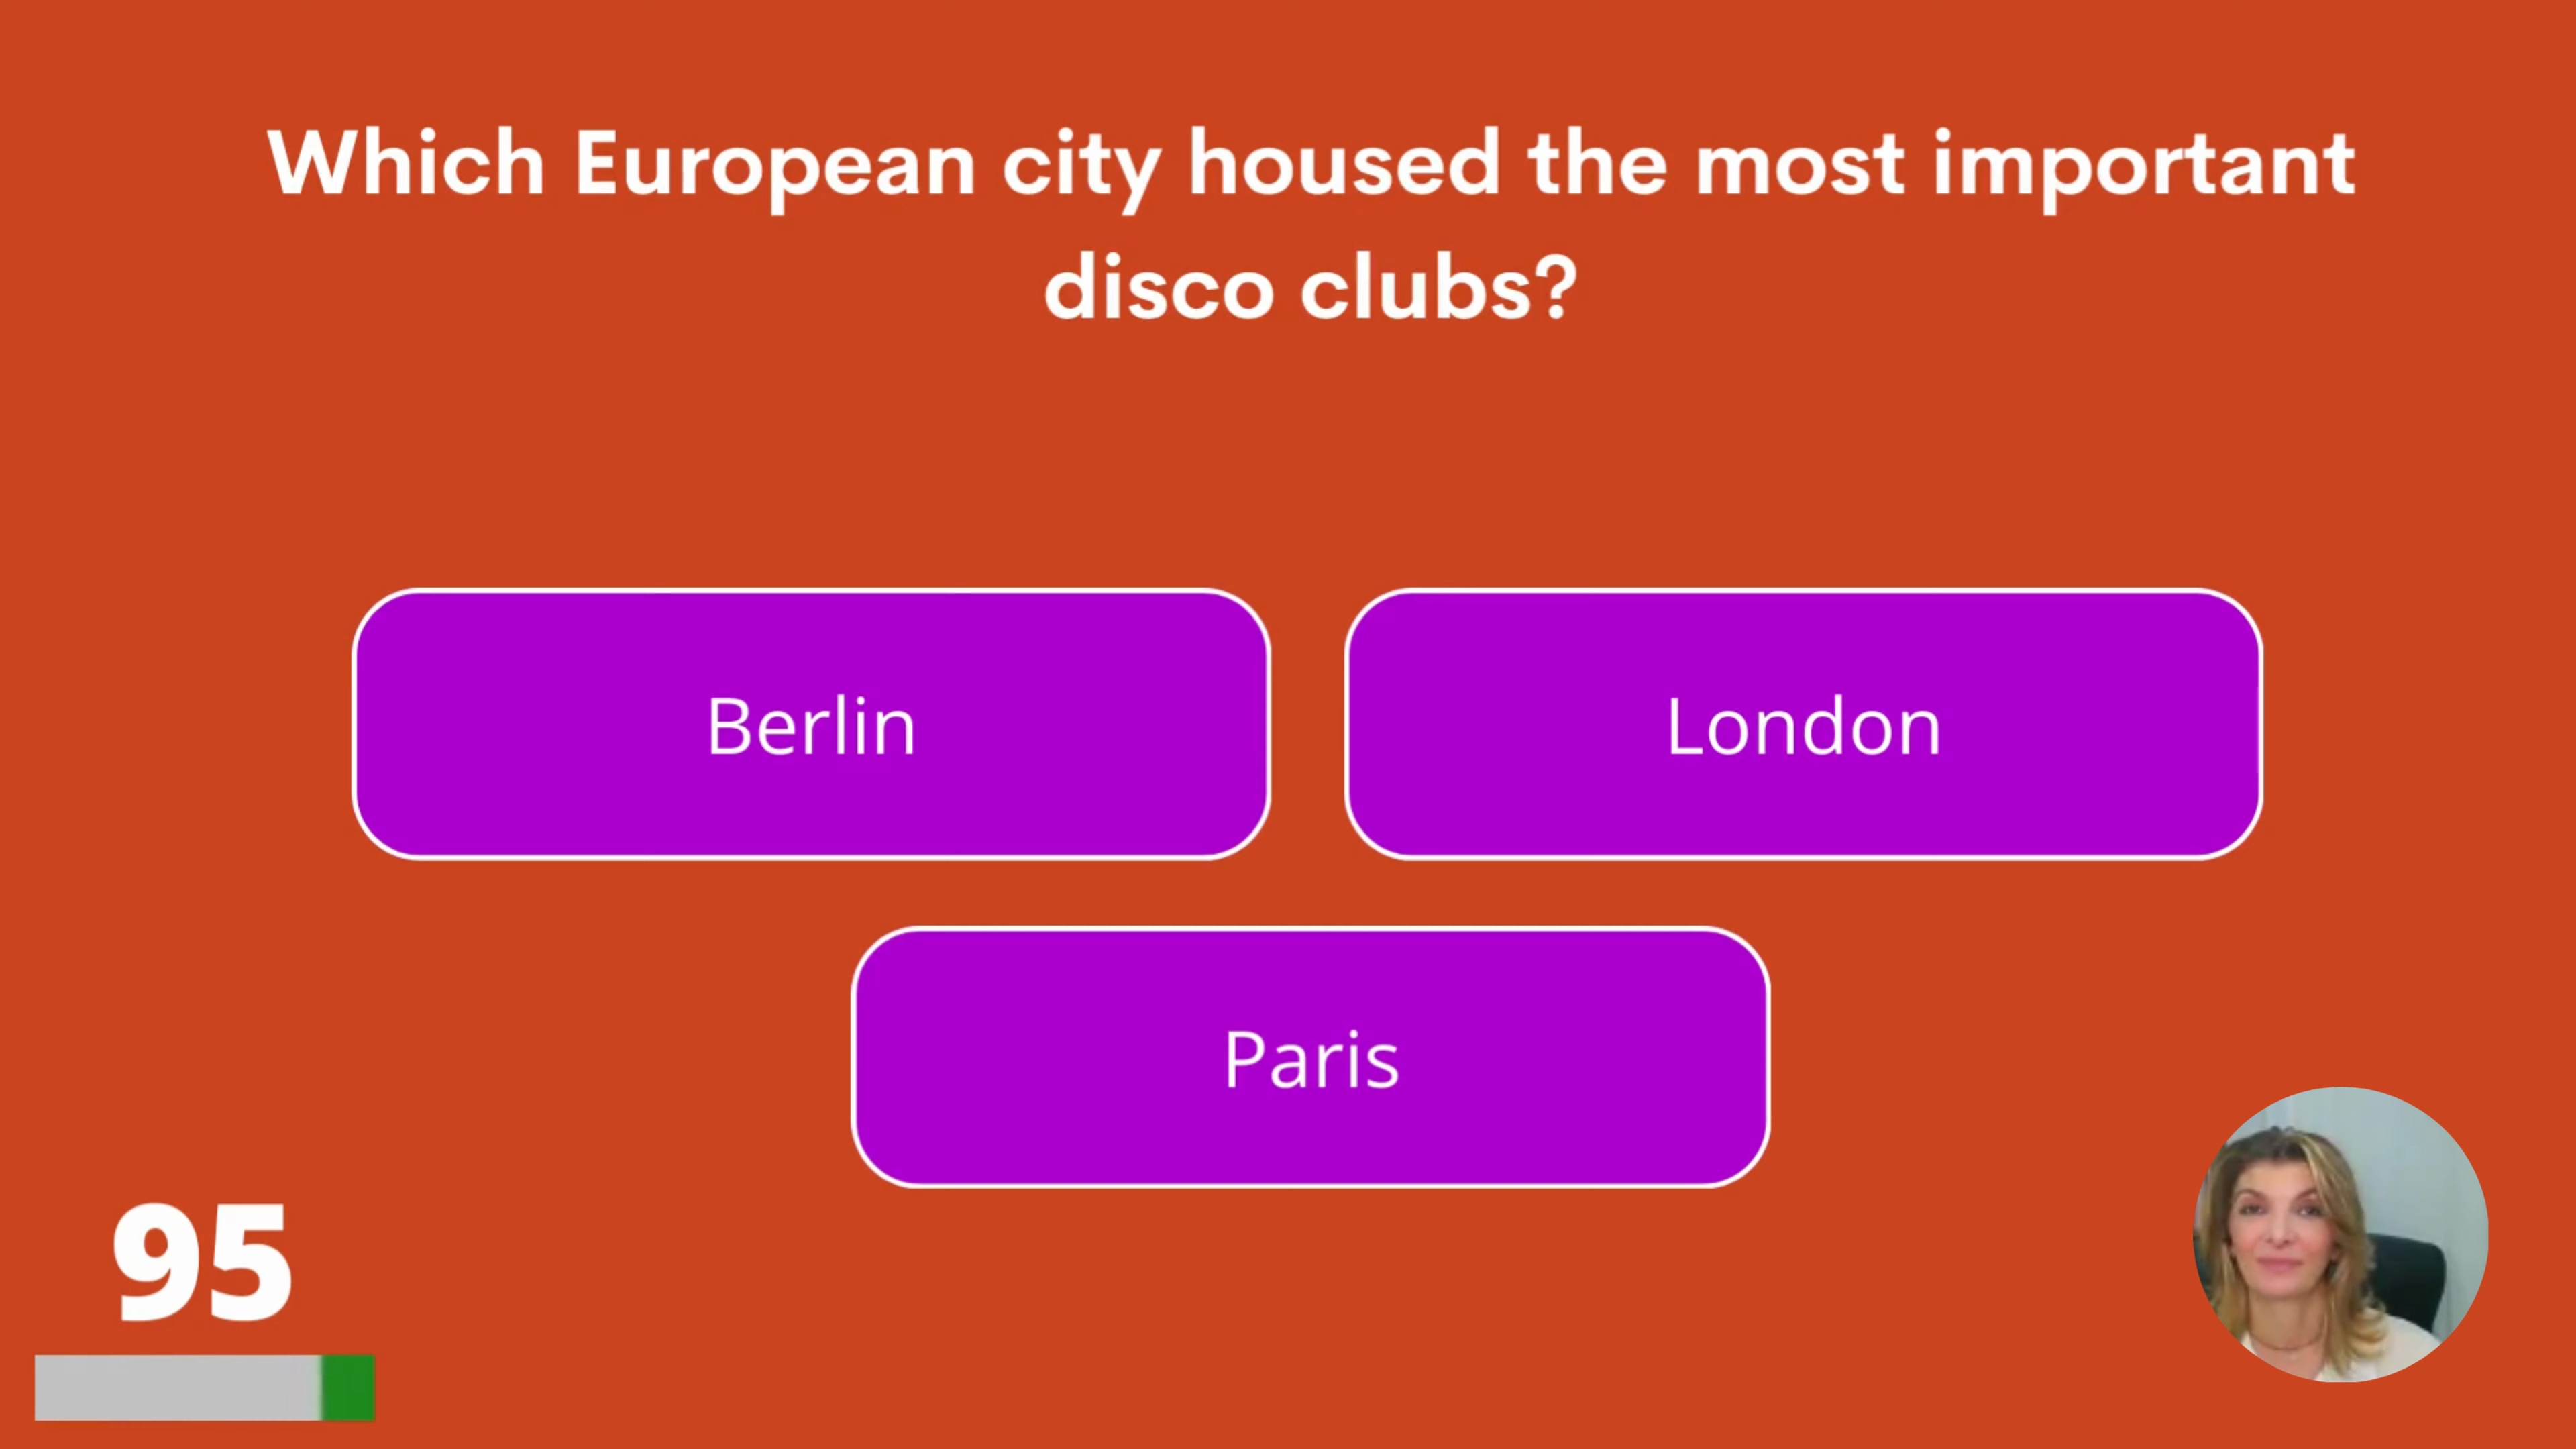 Which European city housed the most important
disco clubs?
Berlin
London
Paris
95